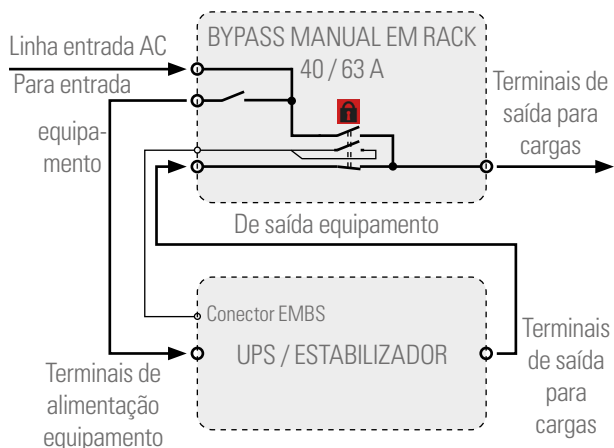 Linha entrada AC
Para entrada
equipa-
mento
BYPASS MANUAL EM RACK
40 / 63 A
Terminais de
saída para
cargas
De saída equipamento
Conector EMBS
UPS / ESTABILIZADOR
Terminais de
alimentação
equipamento
Terminais
de saída
para
cargas